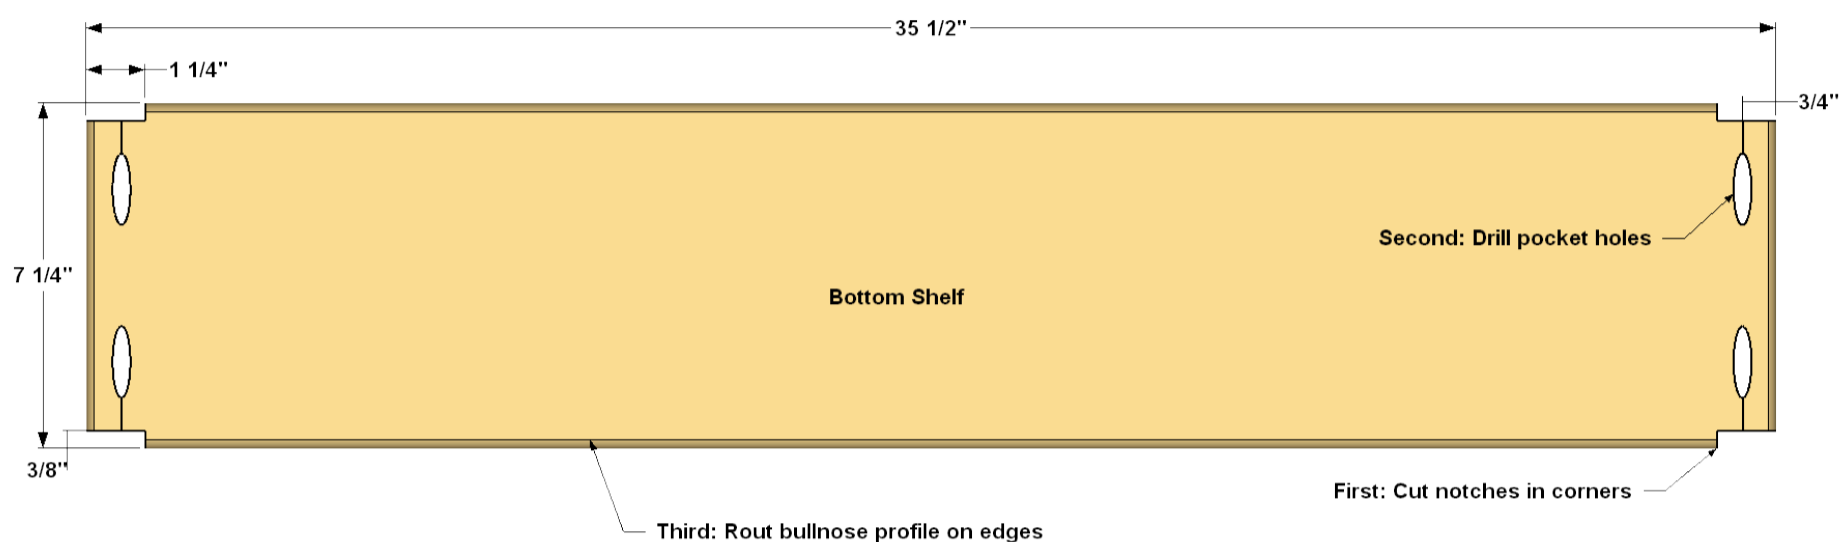 35 1/2"
1 1/4"
3/4"
Second: Drill pocket holes
7 1/4"
Bottom Shelf
3/8"
First: Cut notches in corners
Third: Rout bullnose profile on edges